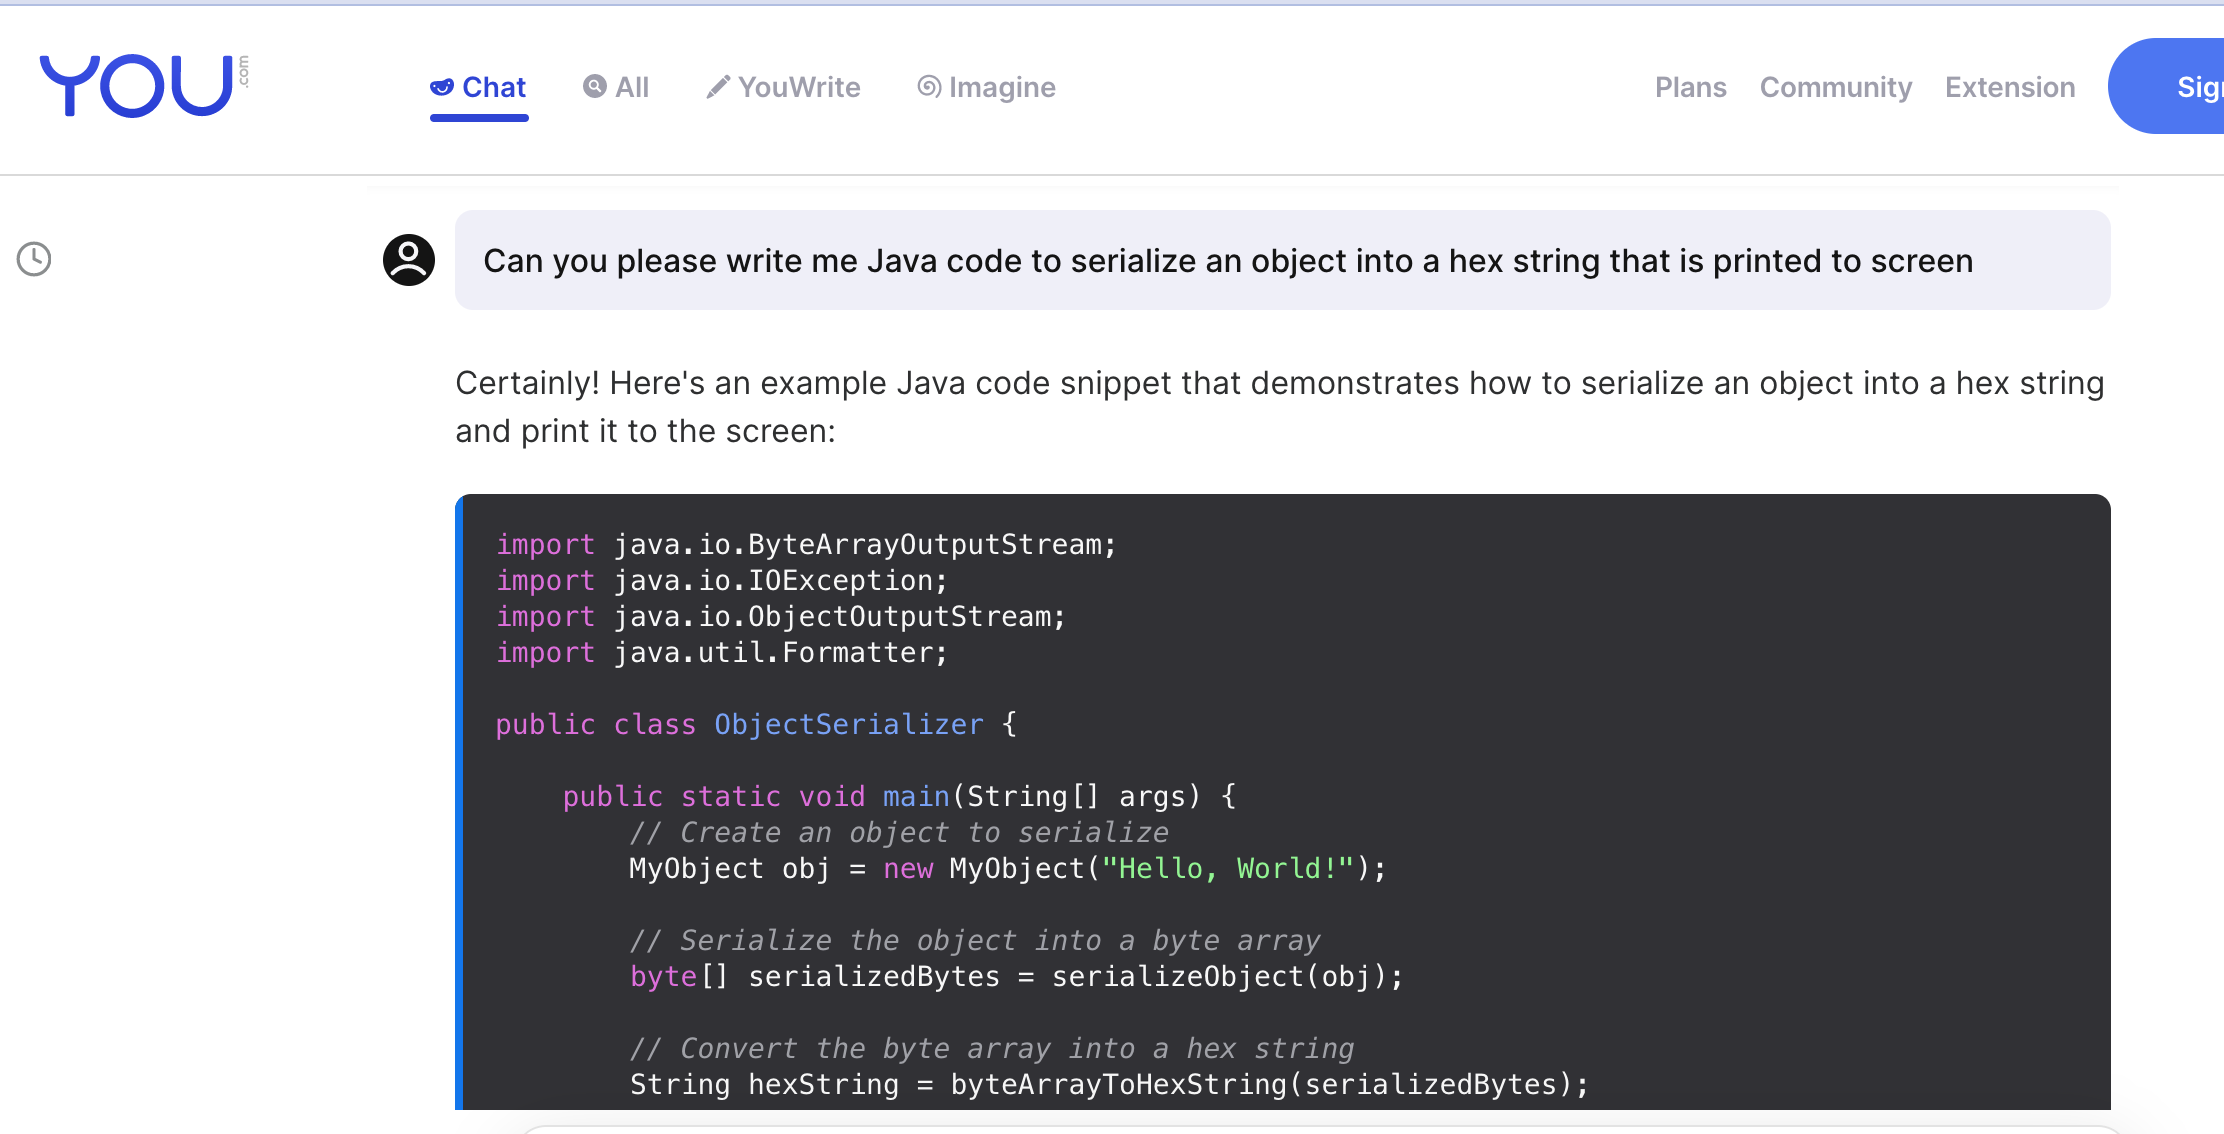 YOU.com
Chat
All
YouWrite
Imagine
Plans
Community
Extension
Sig
Can you please write me Java code to serialize an object into a hex string that is printed to screen
Certainly! Here's an example Java code snippet that demonstrates how to serialize an object into a hex string
and print it to the screen:
import java.io.ByteArrayOutputStream;
import java.io.IOException;
import java.io.ObjectOutputStream;
import java.util.Formatter;
public class ObjectSerializer {
public static void main(String[] args) {
// Create an object to serialize
MyObject obj = new MyObject("Hello, World!");
// Serialize the object into a byte array
byte[] serializedBytes = serializeObject(obj);
// Convert the byte array into a hex string
String hexString = byteArrayToHexString(serializedBytes);